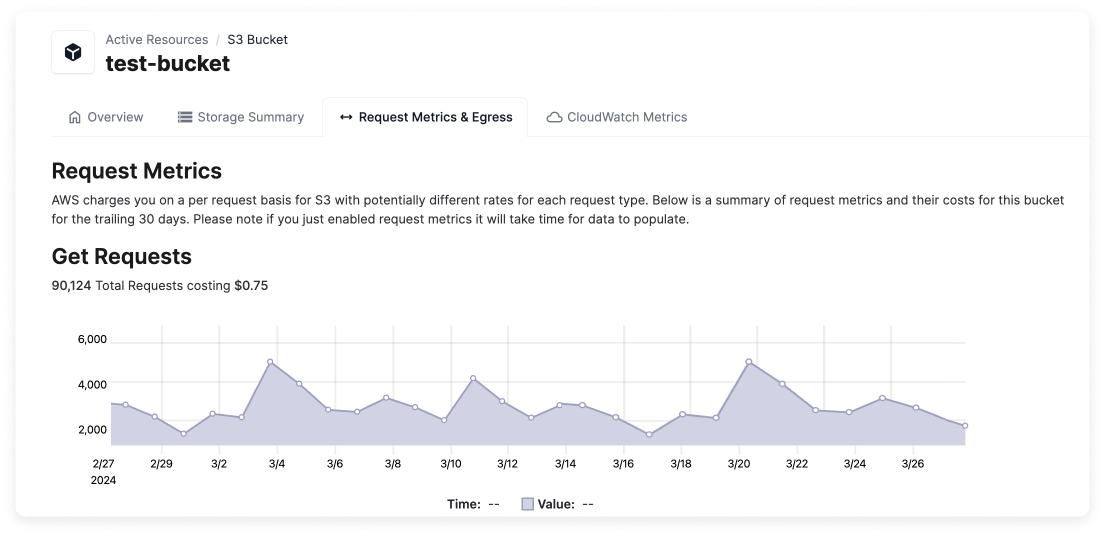 Active Resources / S3 Bucket
test-bucket
Overview Storage Summary Request Metrics & Egress CloudWatch Metrics
Request Metrics
AWS charges you on a per request basis for S3 with potentially different rates for each request type. Below is a summary of request metrics and their costs for this bucket
for the trailing 30 days. Please note if you just enabled request metrics it will take time for data to populate.
Get Requests
90,124 Total Requests costing $0.75
6,000
4,000
2,000
2/27 2/29 3/2 3/4 3/6 3/8 3/10 3/12 3/14 3/16 3/18 3/20 3/22 3/24 3/26
2024
Time: -- Value: --